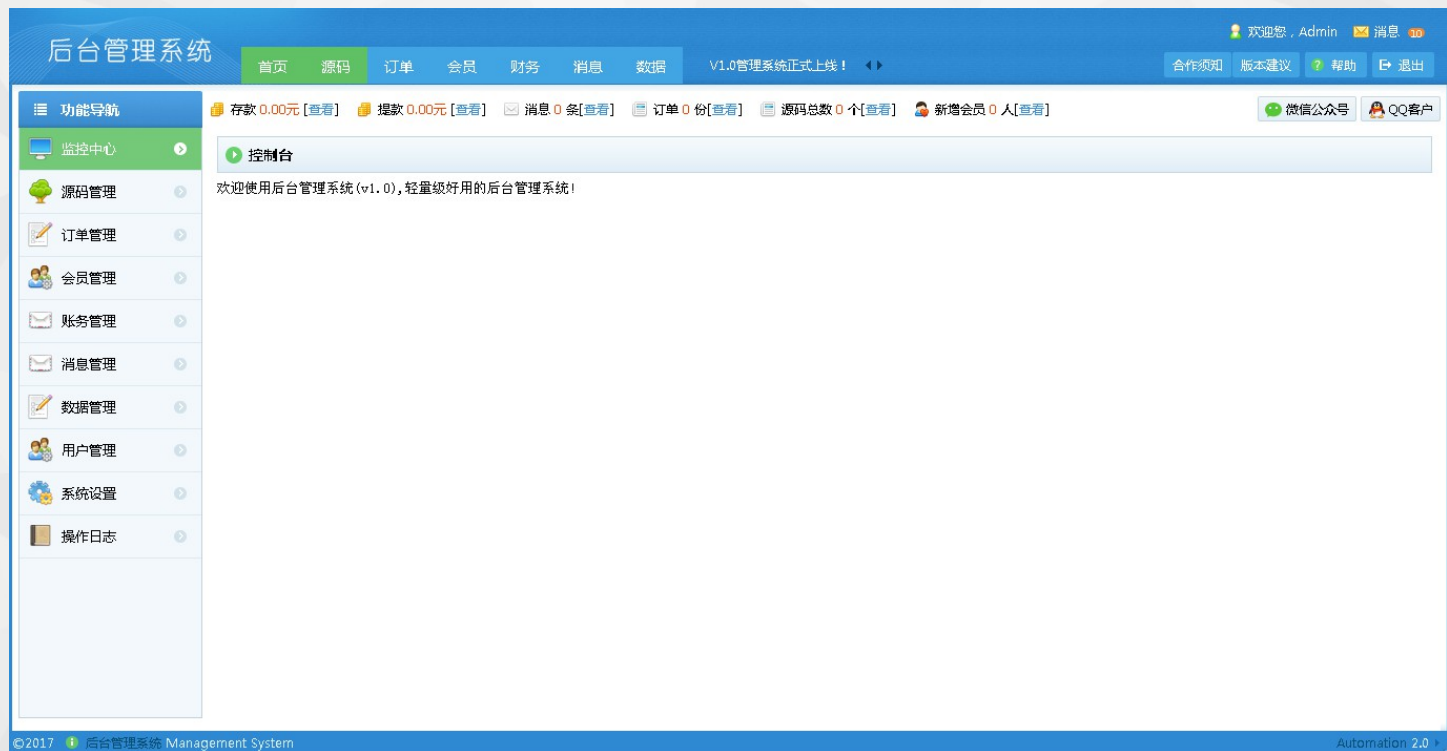 欢迎您，Admin 消息 10
后台管理系统
首页 源码 订单 会员 财务 消息 数据 V1.0管理系统正式上线！ 合作须知 版本建议 帮助 退出
功能导航
存款 0.00元 [查看] 提款 0.00元 [查看] 消息 0 条[查看] 订单 0 份[查看] 源码总数 0 个[查看] 新增会员 0 人[查看] 微信公众号 QQ客户
监控中心
控制台
源码管理
欢迎使用后台管理系统(v1.0),轻量级好用的后台管理系统!
订单管理
会员管理
账务管理
消息管理
数据管理
用户管理
系统设置
操作日志
©2017 后台管理系统 Management System Automation 2.0